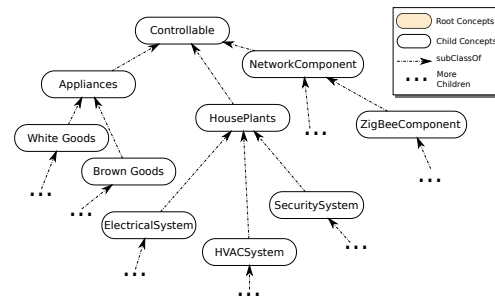 Controllable
Root Concepts
Child Concepts
subClassOf
More
Children
...
Appliances
NetworkComponent
White Goods
HousePlants
ZigBeeComponent
...
Brown Goods
...
...
...
ElectricalSystem
SecuritySystem
HVACSystem
...
...
...